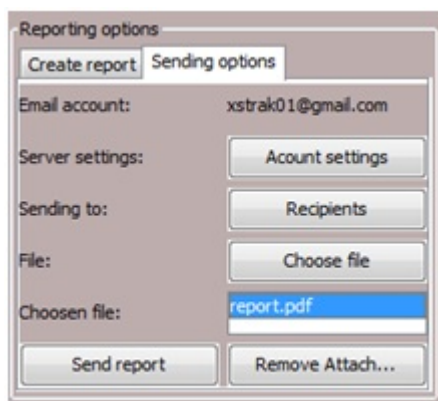 Reporting options
Create report Sending options
Email account: xstrak01@gmail.com
Server settings: Acount settings
Sending to: Recipients
File: Choose file
Choosen file: report.pdf
Send report Remove Attach...